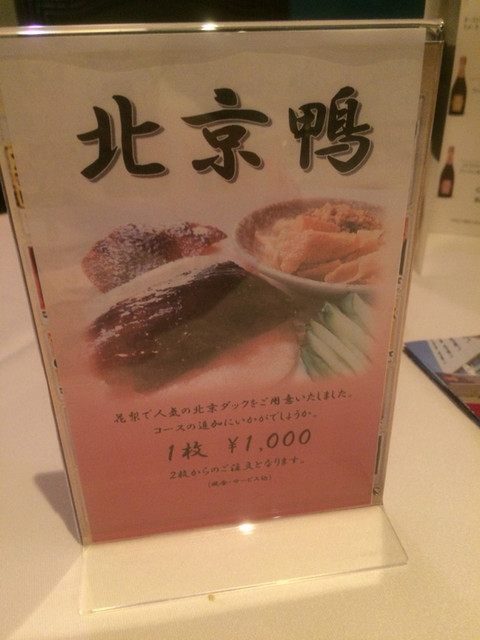 北京鴨
花梨で人気の北京ダックをご用意いたしました。
コースの追加にいかがでしょうか。
1枚 ¥1,000
2枚からのご注文となります。